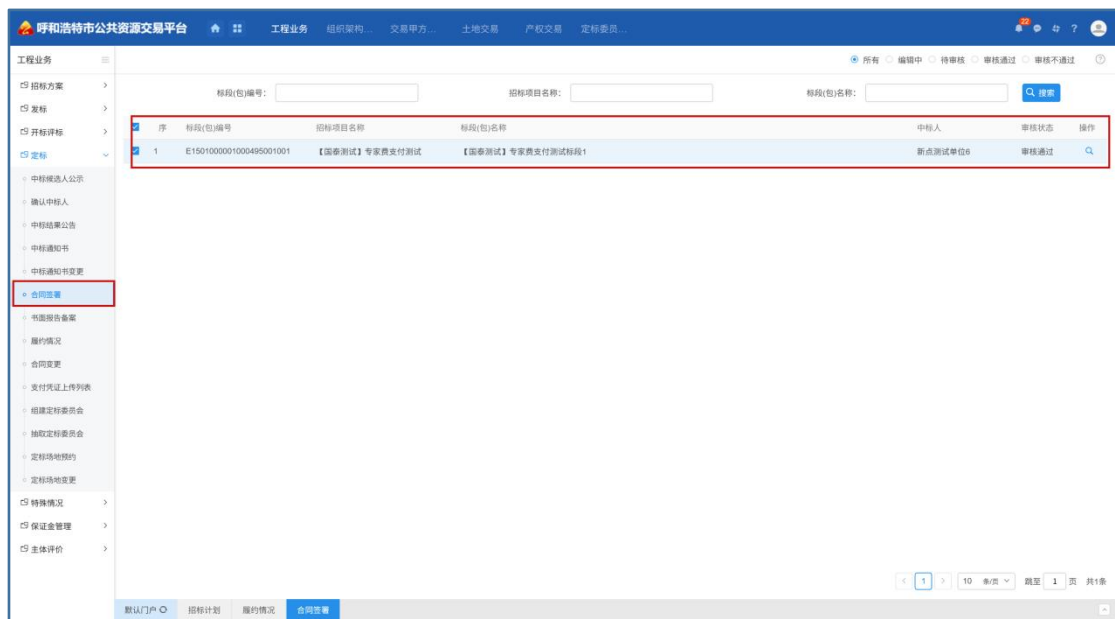 呼和浩特市公共资源交易平台 工程业务 组织架构... 交易甲方... 土地交易 产权交易 定标委员... 22 ?
工程业务 所有 编辑中 待审核 审核通过 审核不通过 ?
招标方案
标段(包)编号： 招标项目名称： 标段(包)名称： 搜索
发标
开标评标
序 标段(包)编号 招标项目名称 标段(包)名称 中标人 审核状态 操作
定标
1 E1501000001000495001001 【国泰测试】专家费支付测试 【国泰测试】专家费支付测试标段1 新点测试单位6 审核通过
中标候选人公示
确认中标人
中标结果公告
中标通知书
中标通知书变更
合同签署
书面报告备案
履约情况
合同变更
支付凭证上传列表
组建定标委员会
抽取定标委员会
定标场地预约
定标场地变更
特殊情况
保证金管理
主体评价
1 10 条/页 跳至 1 页 共1条
默认门户 招标计划 履约情况 合同签署